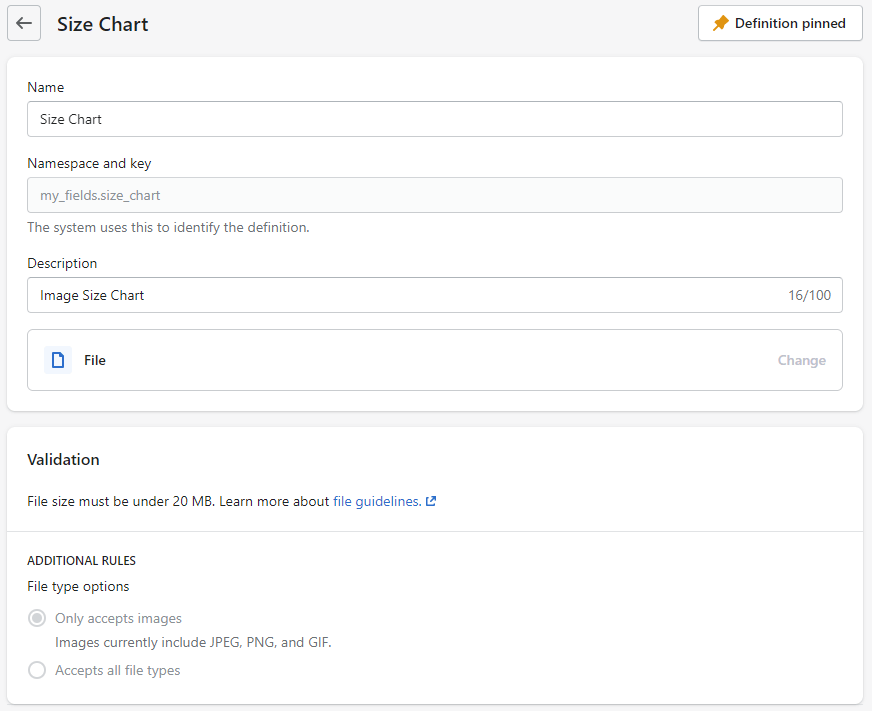 Size Chart
Definition pinned
Name
Size Chart
Namespace and key
my_fields.size_chart
The system uses this to identify the definition.
Description
Image Size Chart 16/100
File Change
Validation
File size must be under 20 MB. Learn more about file guidelines.
ADDITIONAL RULES
File type options
Only accepts images
Images currently include JPEG, PNG, and GIF.
Accepts all file types